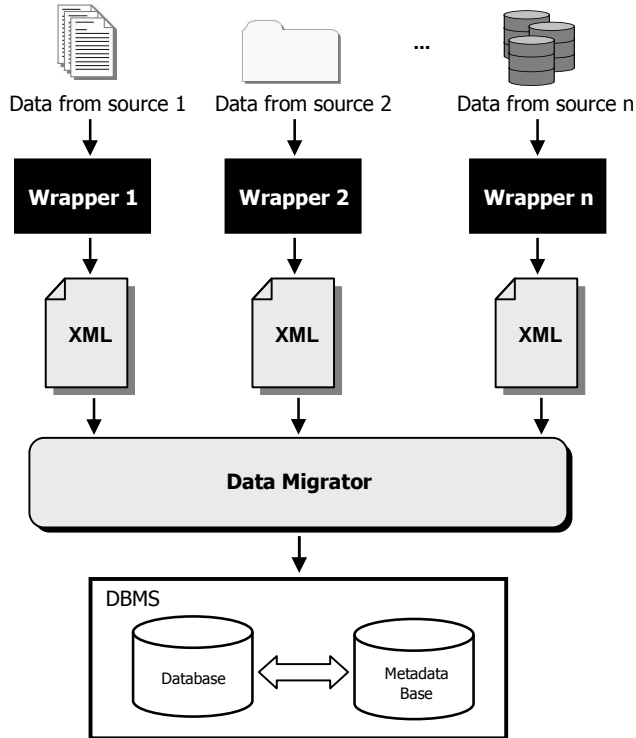 ...
Data from source 1
Data from source 2
Data from source n
Wrapper 1
Wrapper 2
Wrapper n
XML
XML
XML
Data Migrator
DBMS
Database
Metadata
Base